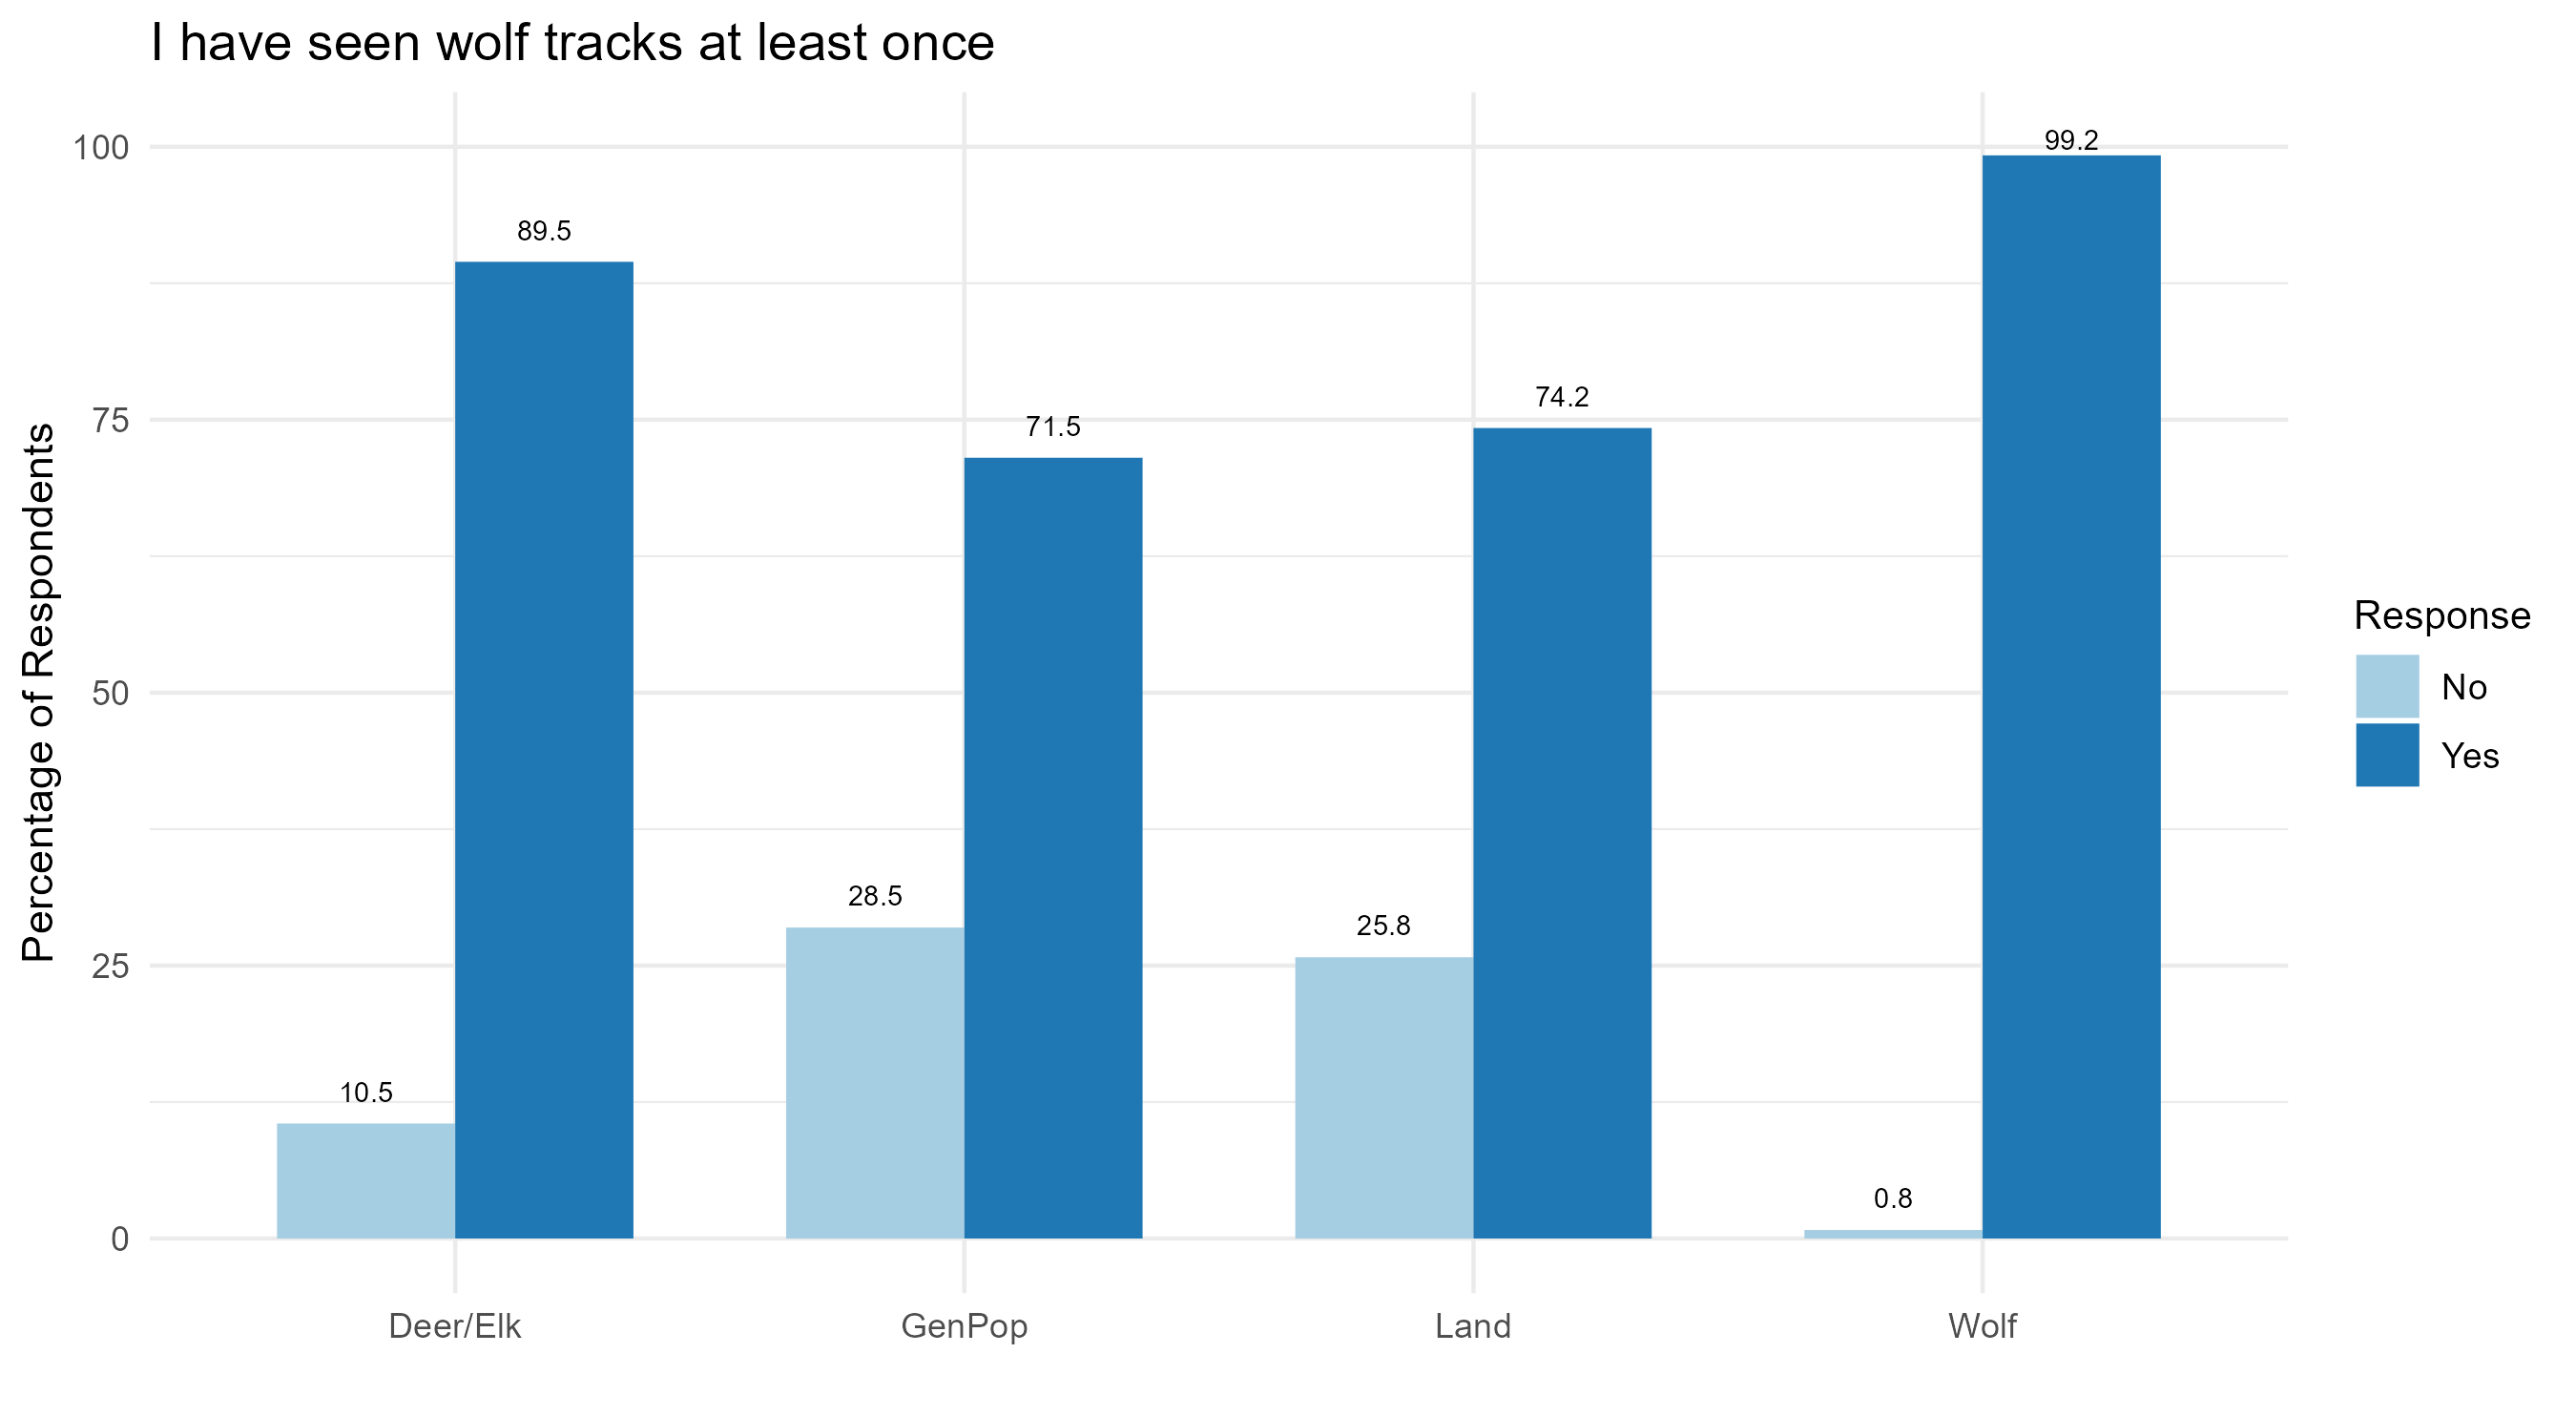 I have seen wolf tracks at least once
Percentage of Respondents
100
75
50
25
0
10.5
89.5
28.5
71.5
25.8
74.2
0.8
99.2
Deer/Elk
GenPop
Land
Wolf
Response
No
Yes